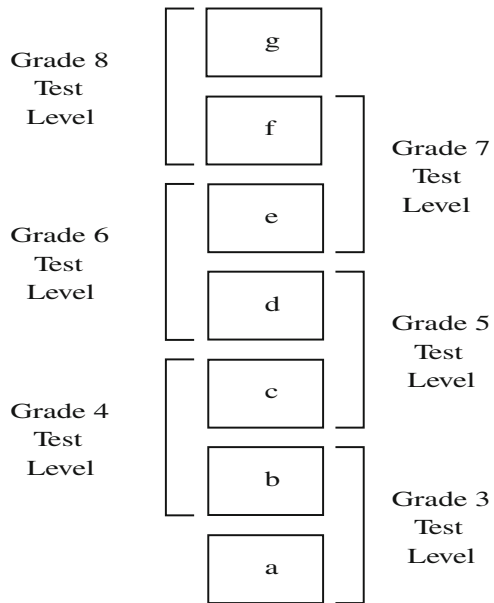 g
Grade 8
Test
Level
f
Grade 7
Test
Level
e
Grade 6
Test
Level
d
Grade 5
Test
Level
c
Grade 4
Test
Level
b
Grade 3
Test
Level
a